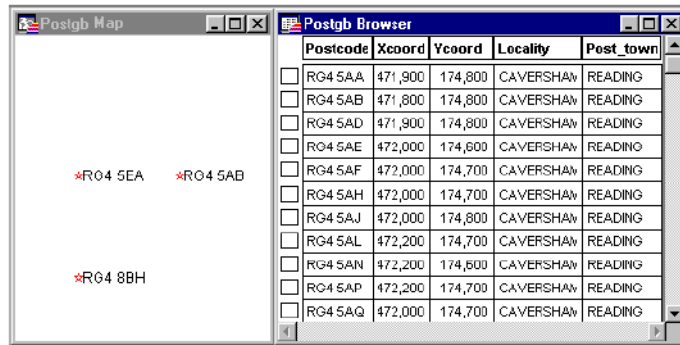 Postgb Map
RG4 5EA
RG4 5AB
RG4 8BH
Postgb Browser
Postcode Xcoord Ycoord Locality Post_town
RG4 5AA 471,900 174,800 CAVERSHAM READING
RG4 5AB 471,800 174,800 CAVERSHAM READING
RG4 5AD 471,900 174,800 CAVERSHAM READING
RG4 5AE 472,000 174,600 CAVERSHAM READING
RG4 5AF 472,000 174,700 CAVERSHAM READING
RG4 5AH 472,000 174,700 CAVERSHAM READING
RG4 5AJ 472,000 174,800 CAVERSHAM READING
RG4 5AL 472,200 174,700 CAVERSHAM READING
RG4 5AN 472,200 174,600 CAVERSHAM READING
RG4 5AP 472,200 174,700 CAVERSHAM READING
RG4 5AQ 472,000 174,700 CAVERSHAM READING